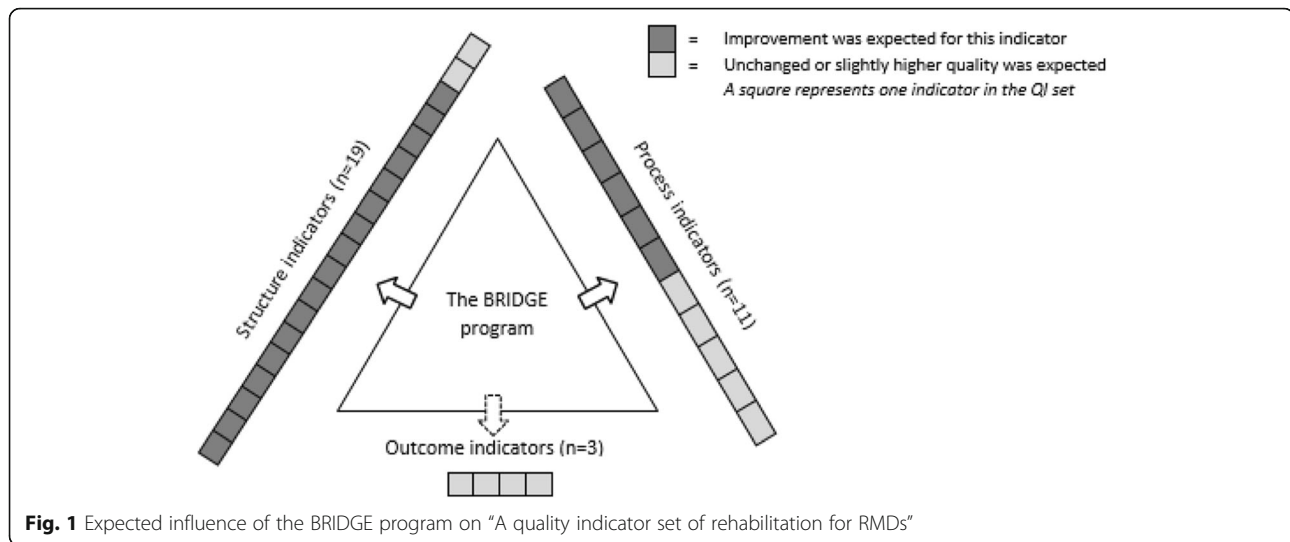 = Improvement was expected for this indicator
= Unchanged or slightly higher quality was expected
A square represents one indicator in the QI set
Structure indicators (n=19)
Process indicators (n=11)
The BRIDGE
program
Outcome indicators (n=3)
Fig. 1 Expected influence of the BRIDGE program on “A quality indicator set of rehabilitation for RMDs”